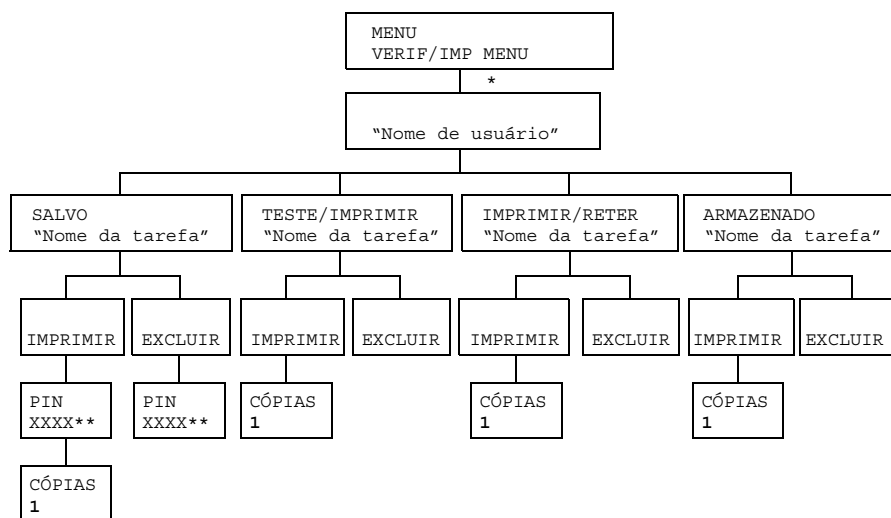 MENU
VERIF/IMP MENU
*
“Nome de usuário”
SALVO
“Nome da tarefa”
TESTE/IMPRIMIR
“Nome da tarefa”
IMPRIMIR/RETER
“Nome da tarefa”
ARMAZENADO
“Nome da tarefa”
IMPRIMIR
EXCLUIR
IMPRIMIR
EXCLUIR
IMPRIMIR
EXCLUIR
IMPRIMIR
EXCLUIR
PIN
XXXX**
PIN
XXXX**
CÓPIAS
1
CÓPIAS
1
CÓPIAS
1
CÓPIAS
1